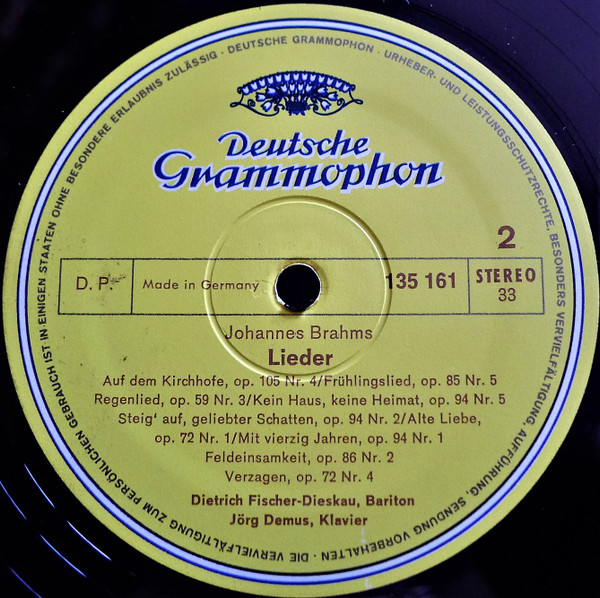 Deutsche
Grammophon
2
D. P.
Made in Germany
135 161
STEREO
33
Johannes Brahms
Lieder
Auf dem Kirchhofe, op. 105 Nr. 4/Frühlingslied, op. 85 Nr. 5
Regenlied, op. 59 Nr. 3/Kein Haus, keine Heimat, op. 94 Nr. 5
Steig' auf, geliebter Schatten, op. 94 Nr. 2/Alte Liebe,
op. 72 Nr. 1/Mit vierzig Jahren, op. 94 Nr. 1
Feldeinsamkeit, op. 86 Nr. 2
Verzagen, op. 72 Nr. 4
Dietrich Fischer-Dieskau, Bariton
Jörg Demus, Klavier
DEUTSCHE GRAMMOPHON · URHEBER- UND LEISTUNGSSCHUTZRECHTE, BESONDERS VERVIELFÄLTIGUNG, AUFFÜHRUNG, SENDUNG VORBEHALTEN · DIE VERVIELFÄLTIGUNG ZUM PERSÖNLICHEN GEBRAUCH IST IN EINIGEN STAATEN OHNE BESONDERE ERLAUBNIS ZULÄSSIG ·